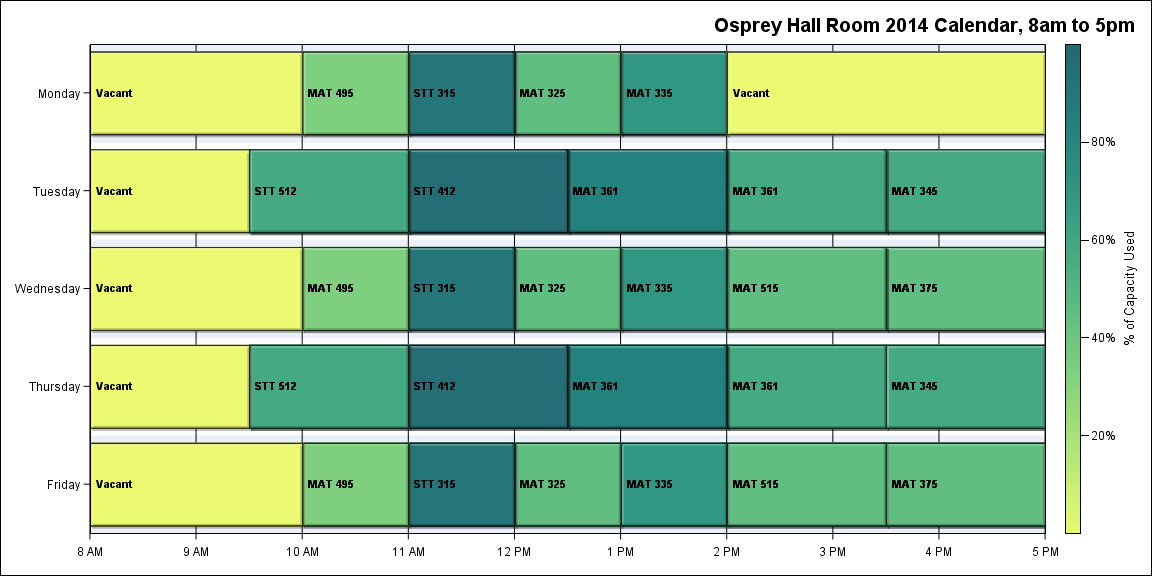 Osprey Hall Room 2014 Calendar, 8am to 5pm
Monday
Vacant
MAT 495
STT 315
MAT 325
MAT 335
Vacant
Tuesday
Vacant
STT 512
STT 412
MAT 361
MAT 361
MAT 345
Wednesday
Vacant
MAT 495
STT 315
MAT 325
MAT 335
MAT 515
MAT 375
Thursday
Vacant
STT 512
STT 412
MAT 361
MAT 361
MAT 345
Friday
Vacant
MAT 495
STT 315
MAT 325
MAT 335
MAT 515
MAT 375
8 AM
9 AM
10 AM
11 AM
12 PM
1 PM
2 PM
3 PM
4 PM
5 PM
80%
60%
40%
20%
% of Capacity Used